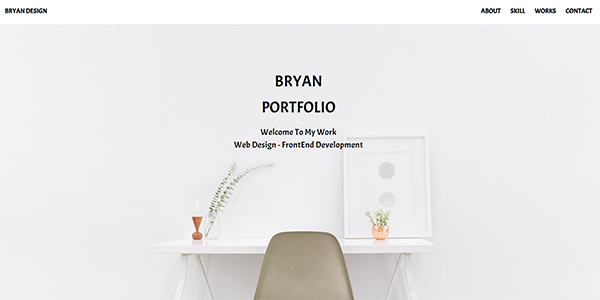 BRYAN DESIGN
ABOUT SKILL WORKS CONTACT
BRYAN
PORTFOLIO
Welcome To My Work
Web Design - FrontEnd Development